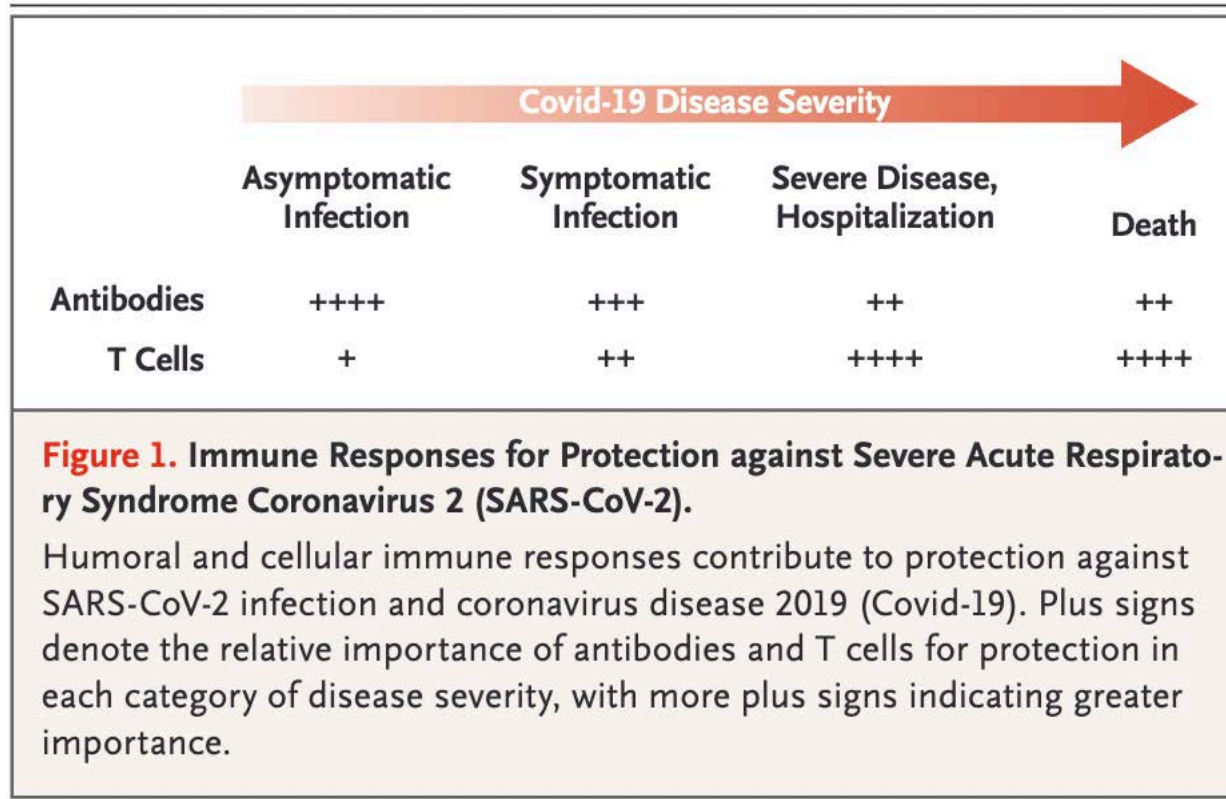 Covid-19 Disease Severity
Asymptomatic Infection
Symptomatic Infection
Severe Disease, Hospitalization
Death
Antibodies ++++ +++ ++ ++
T Cells + ++ ++++ ++++
Figure 1. Immune Responses for Protection against Severe Acute Respirato-
ry Syndrome Coronavirus 2 (SARS-CoV-2).
Humoral and cellular immune responses contribute to protection against
SARS-CoV-2 infection and coronavirus disease 2019 (Covid-19). Plus signs
denote the relative importance of antibodies and T cells for protection in
each category of disease severity, with more plus signs indicating greater
importance.